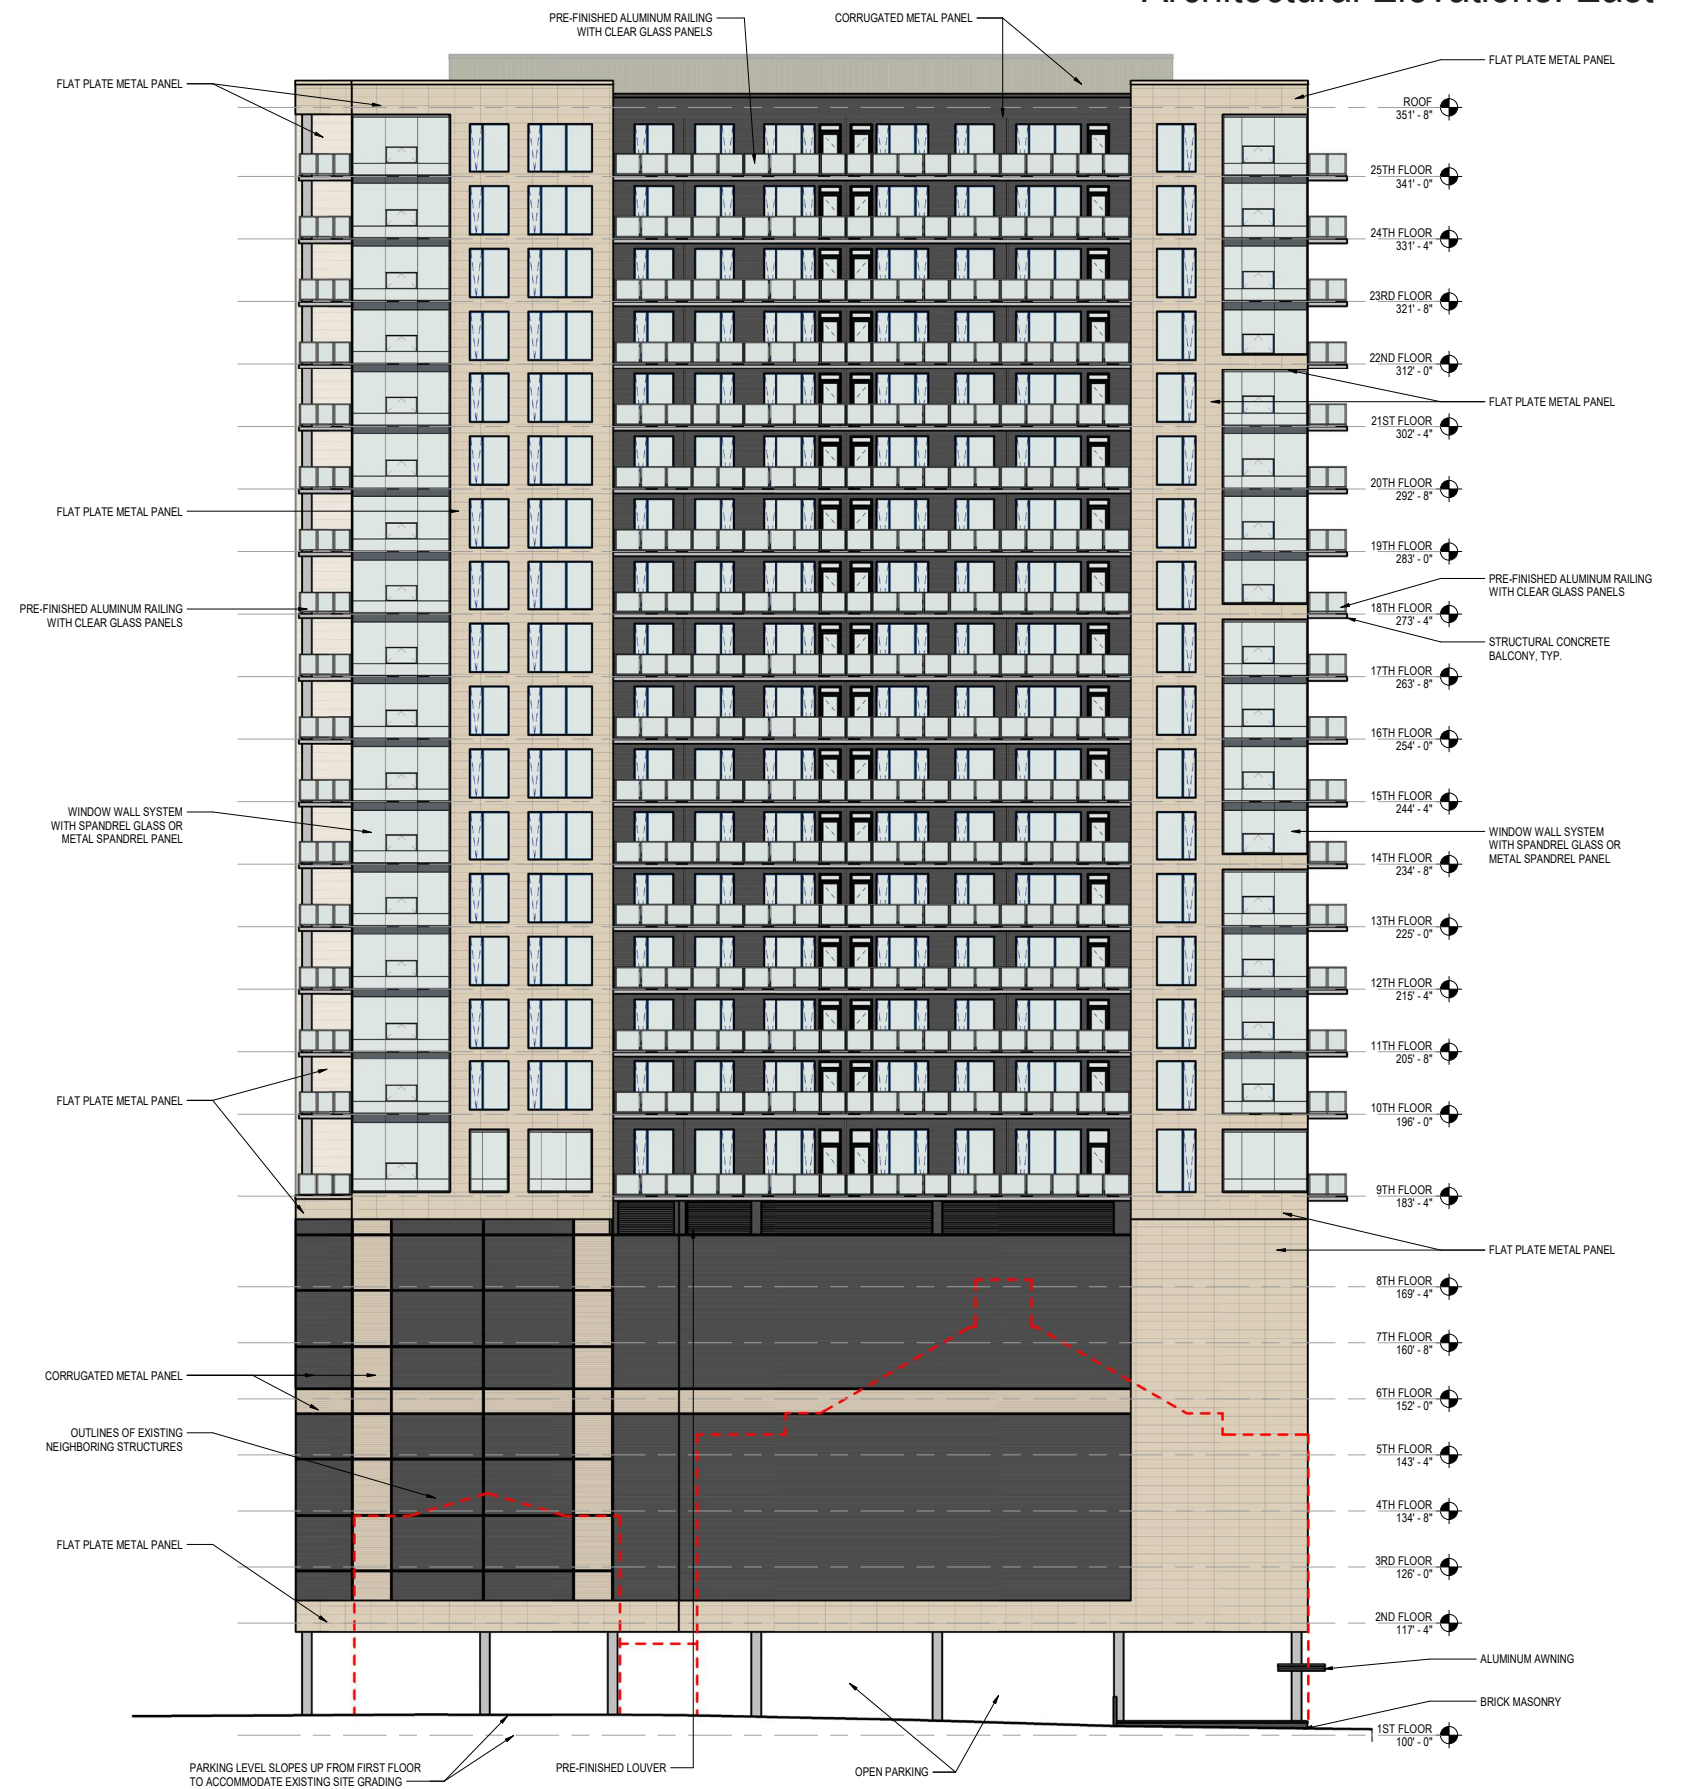 PRE-FINISHED ALUMINUM RAILING
WITH CLEAR GLASS PANELS
CORRUGATED METAL PANEL
FLAT PLATE METAL PANEL
FLAT PLATE METAL PANEL
ROOF
351' - 8"
25TH FLOOR
341' - 0"
24TH FLOOR
331' - 4"
23RD FLOOR
321' - 8"
22ND FLOOR
312' - 0"
FLAT PLATE METAL PANEL
21ST FLOOR
302' - 4"
20TH FLOOR
292' - 8"
FLAT PLATE METAL PANEL
19TH FLOOR
283' - 0"
PRE-FINISHED ALUMINUM RAILING
WITH CLEAR GLASS PANELS
PRE-FINISHED ALUMINUM RAILING
WITH CLEAR GLASS PANELS
18TH FLOOR
273' - 4"
STRUCTURAL CONCRETE
BALCONY, TYP.
17TH FLOOR
263' - 8"
16TH FLOOR
254' - 0"
15TH FLOOR
244' - 4"
WINDOW WALL SYSTEM
WITH SPANDREL GLASS OR
METAL SPANDREL PANEL
WINDOW WALL SYSTEM
WITH SPANDREL GLASS OR
METAL SPANDREL PANEL
14TH FLOOR
234' - 8"
13TH FLOOR
225' - 0"
12TH FLOOR
215' - 4"
11TH FLOOR
205' - 8"
FLAT PLATE METAL PANEL
10TH FLOOR
196' - 0"
9TH FLOOR
183' - 4"
FLAT PLATE METAL PANEL
8TH FLOOR
169' - 4"
7TH FLOOR
160' - 8"
CORRUGATED METAL PANEL
6TH FLOOR
152' - 0"
OUTLINES OF EXISTING
NEIGHBORING STRUCTURES
5TH FLOOR
143' - 4"
4TH FLOOR
134' - 8"
FLAT PLATE METAL PANEL
3RD FLOOR
126' - 0"
2ND FLOOR
117' - 4"
ALUMINUM AWNING
BRICK MASONRY
1ST FLOOR
100' - 0"
PARKING LEVEL SLOPES UP FROM FIRST FLOOR
TO ACCOMMODATE EXISTING SITE GRADING
PRE-FINISHED LOUVER
OPEN PARKING